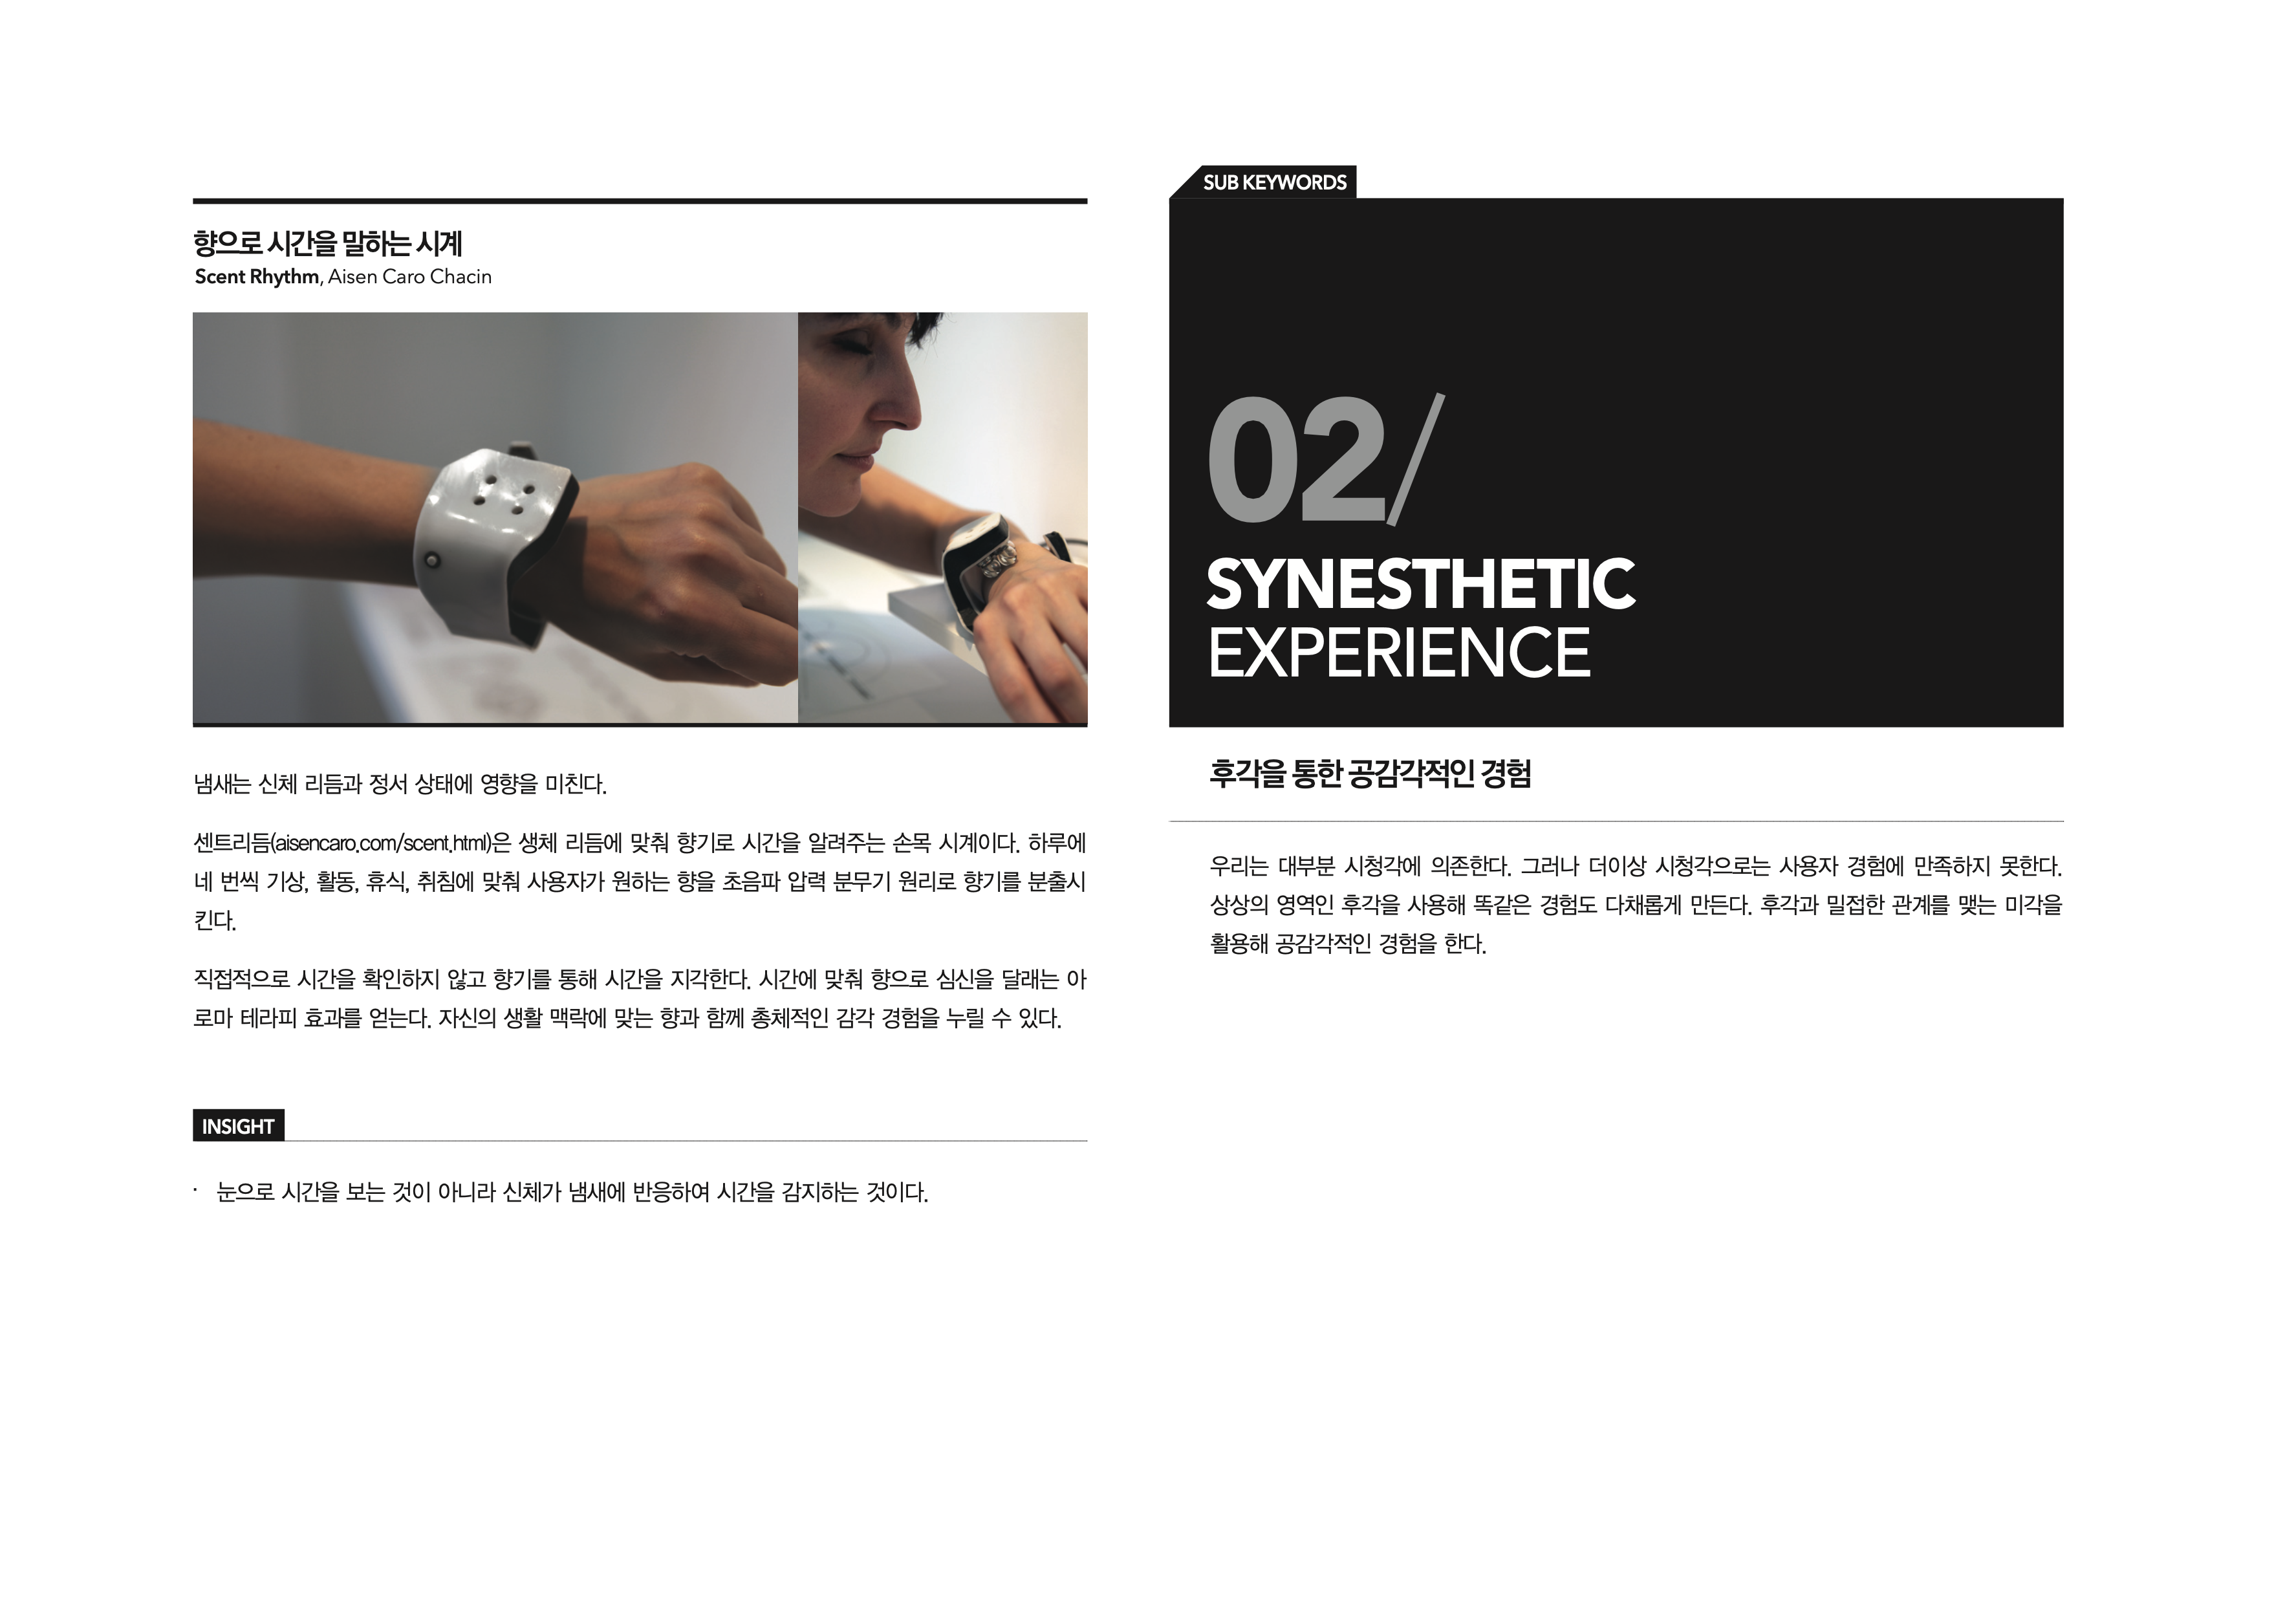 향으로 시간을 말하는 시계
Scent Rhythm, Aisen Caro Chacin
냄새는 신체 리듬과 정서 상태에 영향을 미친다.
센트리듬(aisencaro.com/scent.html)은 생체 리듬에 맞춰 향기로 시간을 알려주는 손목 시계이다. 하루에
네 번씩 기상, 활동, 휴식, 취침에 맞춰 사용자가 원하는 향을 초음파 압력 분무기 원리로 향기를 분출시
킨다.
직접적으로 시간을 확인하지 않고 향기를 통해 시간을 지각한다. 시간에 맞춰 향으로 심신을 달래는 아
로마 테라피 효과를 얻는다. 자신의 생활 맥락에 맞는 향과 함께 총체적인 감각 경험을 누릴 수 있다.
INSIGHT
· 눈으로 시간을 보는 것이 아니라 신체가 냄새에 반응하여 시간을 감지하는 것이다.
SUB KEYWORDS
02/
SYNESTHETIC
EXPERIENCE
후각을 통한 공감각적인 경험
우리는 대부분 시청각에 의존한다. 그러나 더이상 시청각으로는 사용자 경험에 만족하지 못한다.
상상의 영역인 후각을 사용해 똑같은 경험도 다채롭게 만든다. 후각과 밀접한 관계를 맺는 미각을
활용해 공감각적인 경험을 한다.